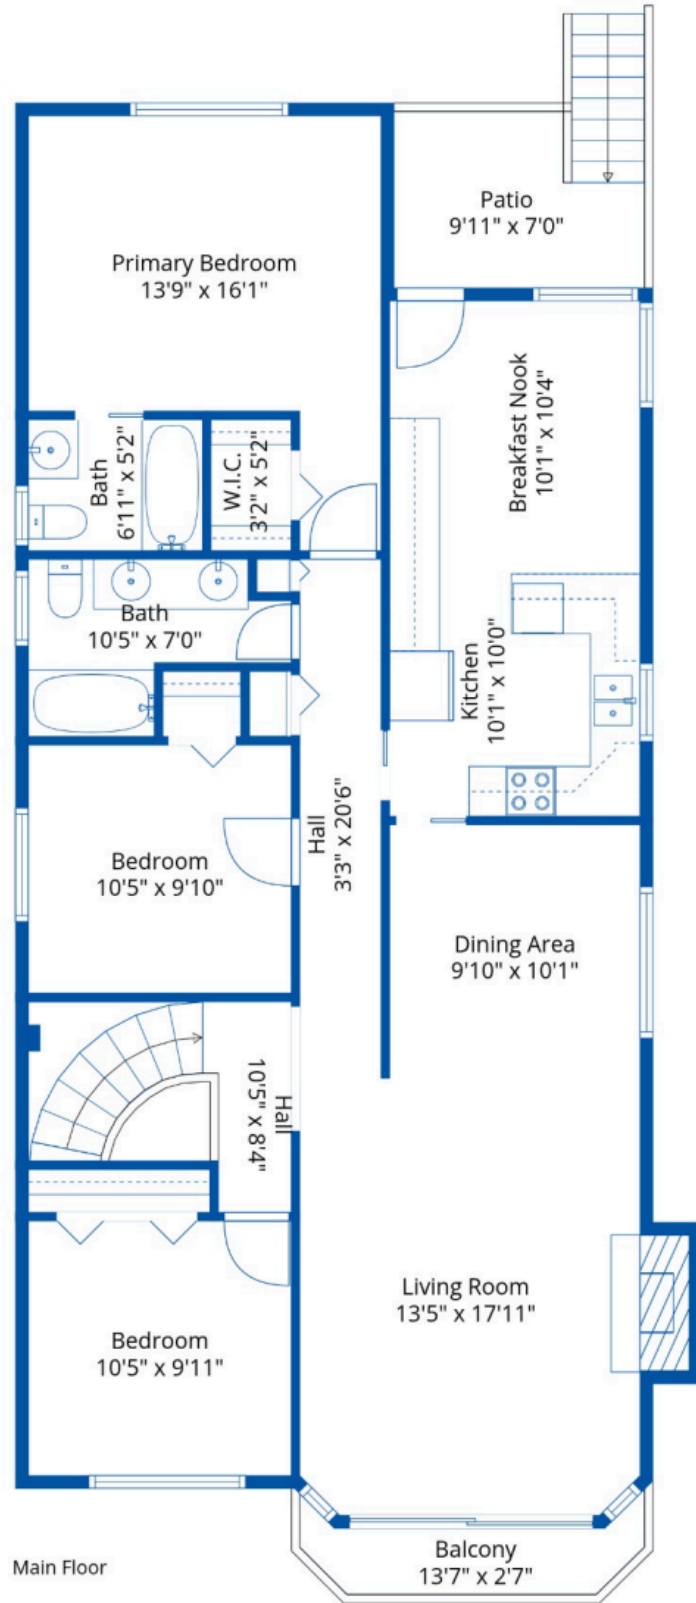 Patio
9'11" x 7'0"
Primary Bedroom
13'9" x 16'1"
Breakfast Nook
10'1" x 10'4"
Bath
6'11" x 5'2"
W.I.C.
3'2" x 5'2"
Bath
10'5" x 7'0"
Kitchen
10'1" x 10'0"
Hall
3'3" x 20'6"
Bedroom
10'5" x 9'10"
Dining Area
9'10" x 10'1"
Hall
10'5" x 8'4"
Living Room
13'5" x 17'11"
Bedroom
10'5" x 9'11"
Balcony
13'7" x 2'7"
Main Floor